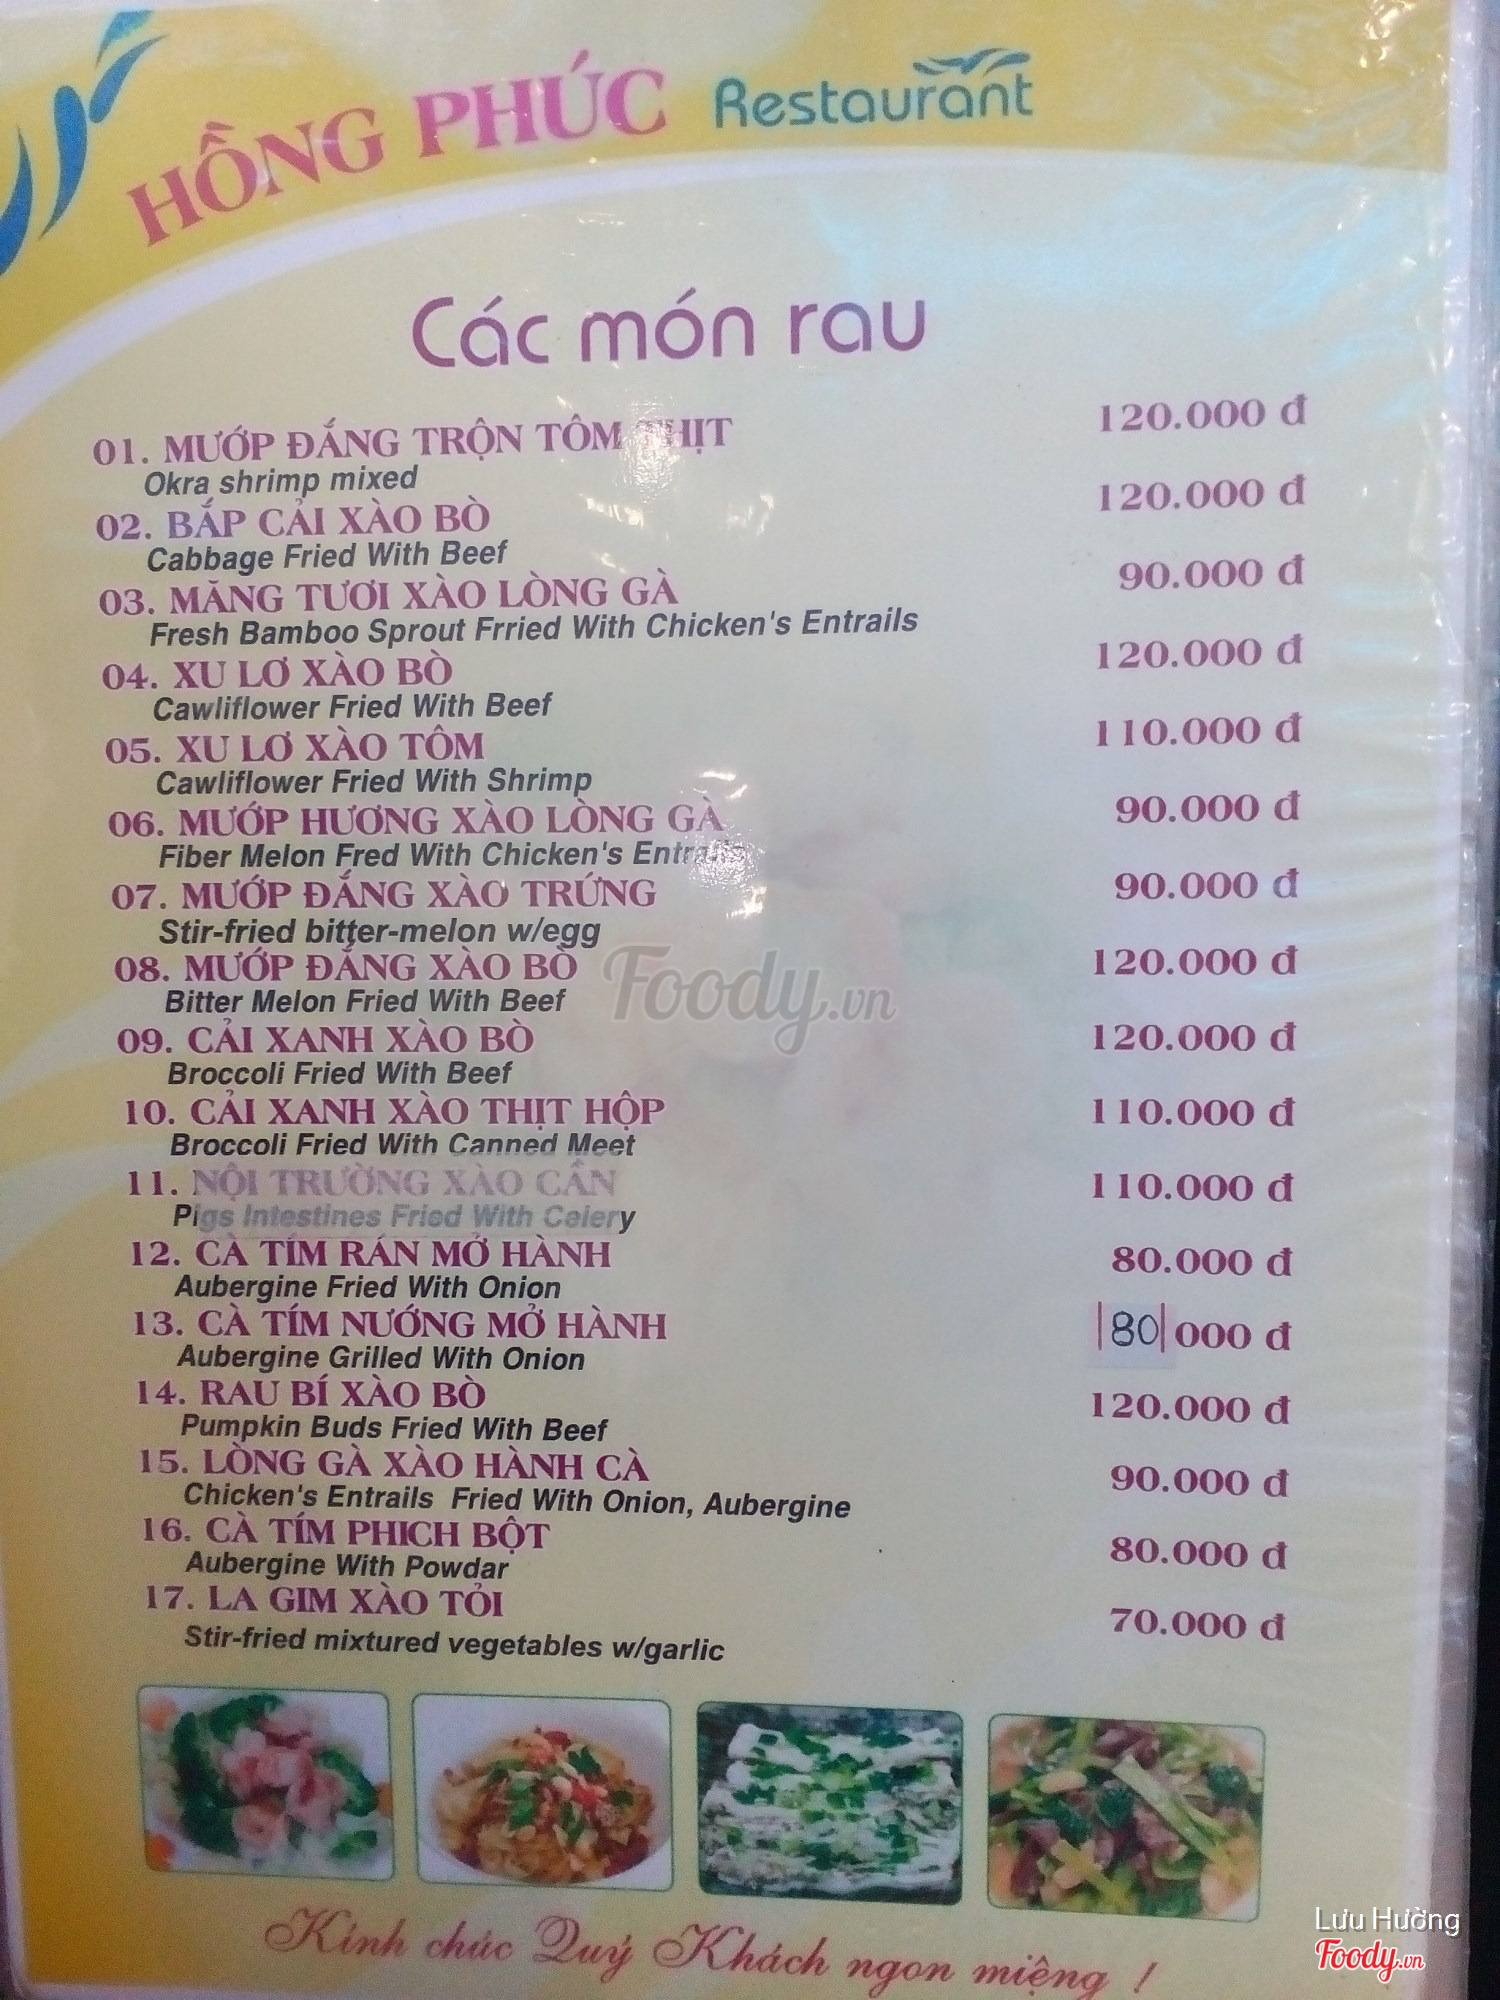 HỒNG PHÚC Restaurant
Các món rau
01. MƯỚP ĐẮNG TRỘN TÔM THỊT 120.000 đ
Okra shrimp mixed
02. BẮP CẢI XÀO BÒ 120.000 đ
Cabbage Fried With Beef
03. MĂNG TƯƠI XÀO LÒNG GÀ 90.000 đ
Fresh Bamboo Sprout Frried With Chicken's Entrails
04. XU LƠ XÀO BÒ 120.000 đ
Cawliflower Fried With Beef
05. XU LƠ XÀO TÔM 110.000 đ
Cawliflower Fried With Shrimp
06. MƯỚP HƯƠNG XÀO LÒNG GÀ 90.000 đ
Fiber Melon Fred With Chicken's Entrails
07. MƯỚP ĐẮNG XÀO TRỨNG 90.000 đ
Stir-fried bitter-melon w/egg
08. MƯỚP ĐẮNG XÀO BÒ 120.000 đ
Bitter Melon Fried With Beef
Foody.vn
09. CẢI XANH XÀO BÒ 120.000 đ
Broccoli Fried With Beef
10. CẢI XANH XÀO THỊT HỘP 110.000 đ
Broccoli Fried With Canned Meet
11. NỘI TRƯỜNG XÀO CẦN 110.000 đ
Pigs Intestines Fried With Celery
12. CÀ TÍM RÁN MỞ HÀNH 80.000 đ
Aubergine Fried With Onion
13. CÀ TÍM NƯỚNG MỞ HÀNH 80 000 đ
Aubergine Grilled With Onion
14. RAU BÍ XÀO BÒ 120.000 đ
Pumpkin Buds Fried With Beef
15. LÒNG GÀ XÀO HÀNH CÀ 90.000 đ
Chicken's Entrails Fried With Onion, Aubergine
16. CÀ TÍM PHICH BỘT 80.000 đ
Aubergine With Powdar
17. LA GIM XÀO TỎI 70.000 đ
Stir-fried mixtured vegetables w/garlic
Kính chúc Quý Khách ngon miệng !
Lưu Hường
Foody.vn